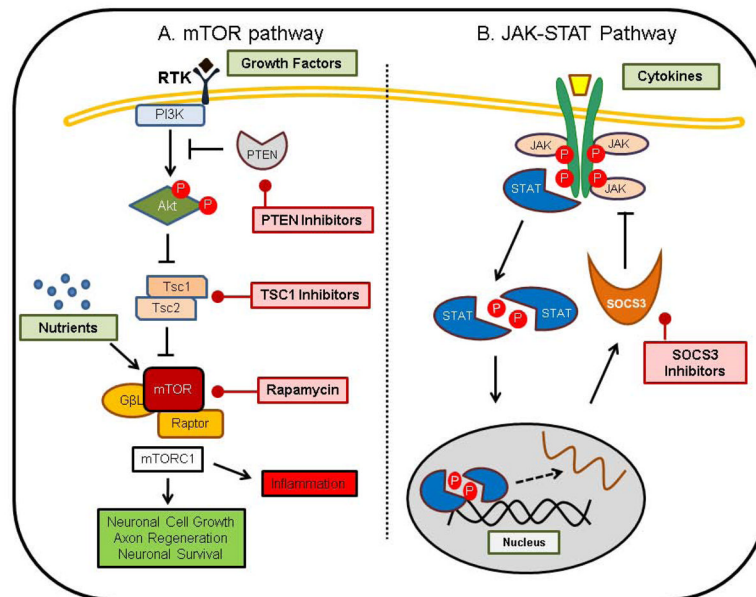 A. mTOR pathway
RTK
Growth Factors
PI3K
PTEN
Akt
P
P
PTEN Inhibitors
Tsc1
Tsc2
TSC1 Inhibitors
Nutrients
mTOR
GβL
Raptor
Rapamycin
mTORC1
Inflammation
Neuronal Cell Growth
Axon Regeneration
Neuronal Survival
B. JAK-STAT Pathway
Cytokines
JAK
P
P
JAK
P
P
JAK
STAT
STAT
P
P
STAT
SOCS3
SOCS3
Inhibitors
P
P
Nucleus